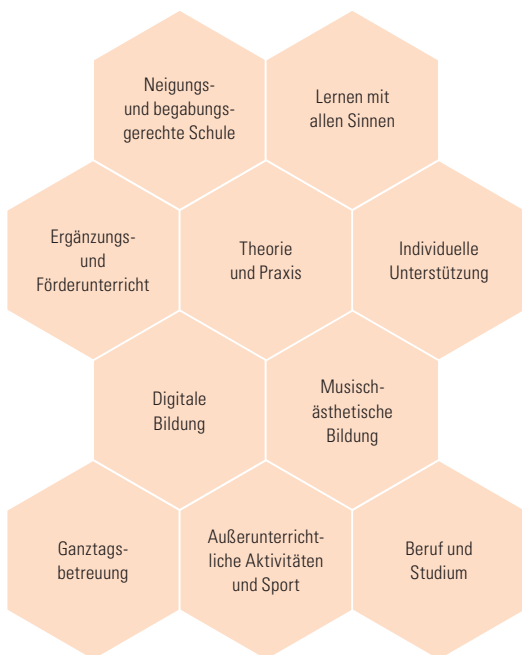 Neigungs-
und begabungs-
gerechte Schule
Lernen mit
allen Sinnen
Ergänzungs-
und
Förderunterricht
Theorie
und Praxis
Individuelle
Unterstützung
Digitale
Bildung
Musisch-
ästhetische
Bildung
Ganztags-
betreuung
Außerunterricht-
liche Aktivitäten
und Sport
Beruf und
Studium